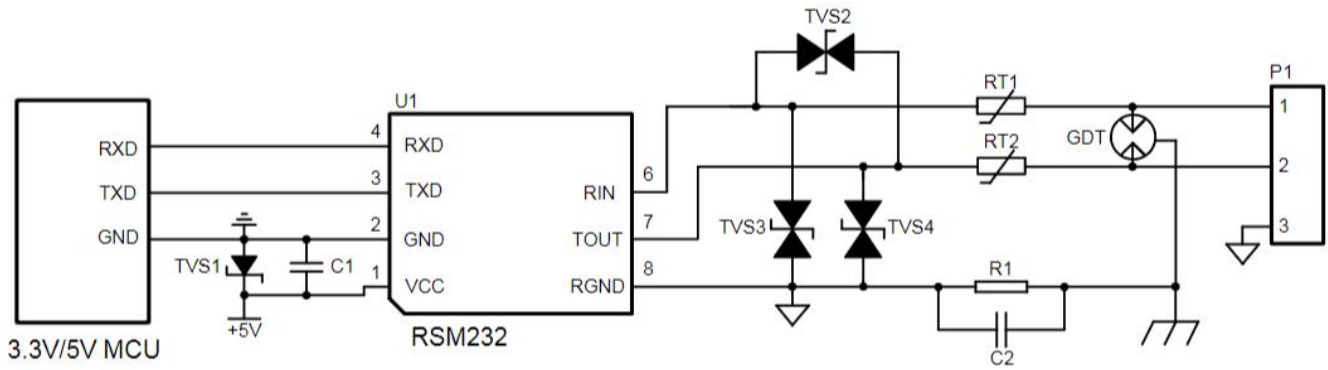 TVS2
P1
RT1
U1
1
4
RXD
RXD
GDT
RT2
3
6
TXD
TXD
2
RIN
2
7
GND
GND
TOUT
TVS3
TVS4
3
TVS1
C1
1
8
R1
VCC
RGND
+5V
RSM232
C2
3.3V/5V MCU